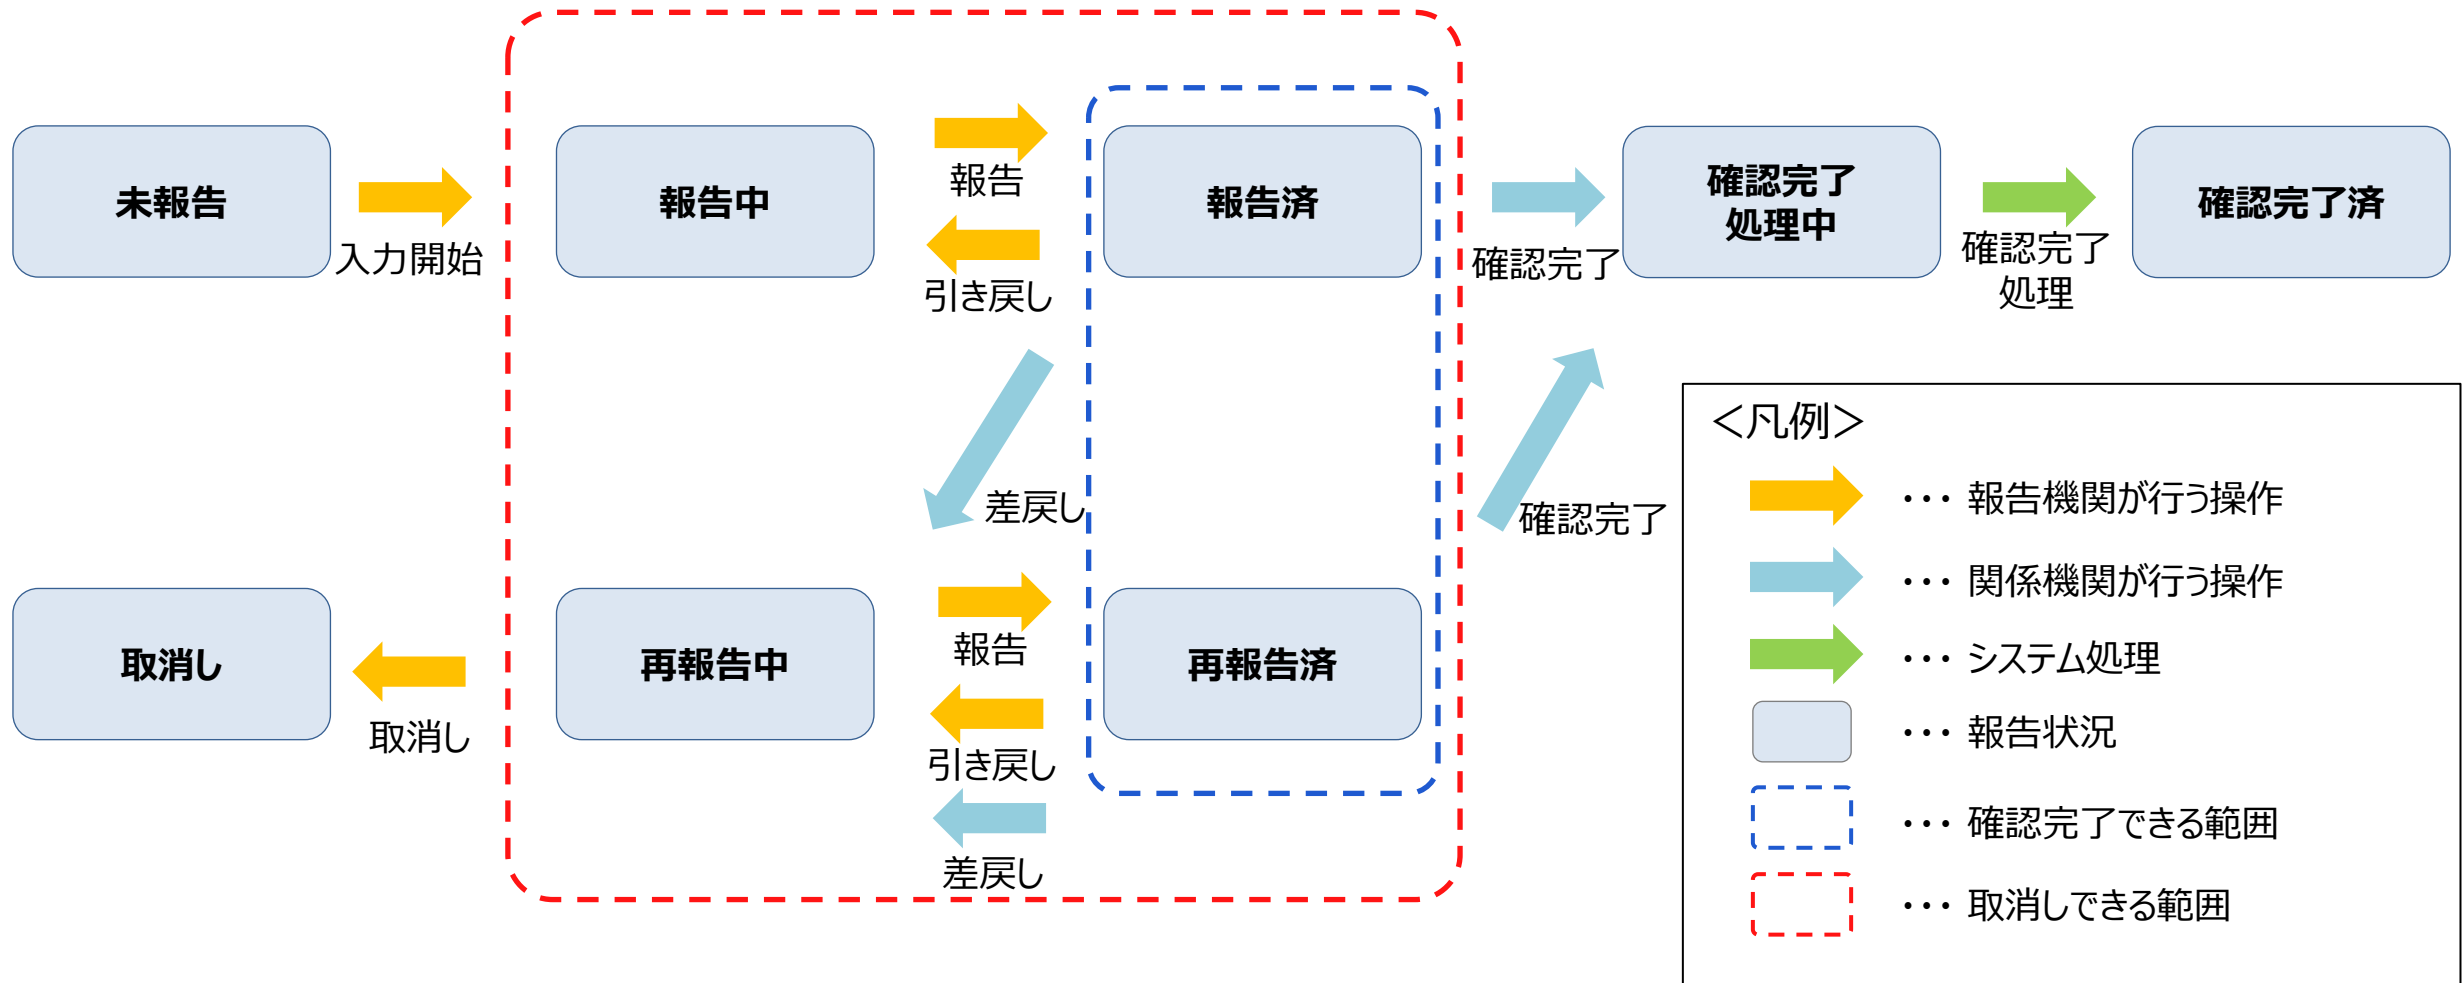 未報告
入力開始
報告中
報告
引き戻し
報告済
確認完了
確認完了
処理中
確認完了
処理
確認完了済
差戻し
確認完了
取消し
取消し
再報告中
報告
引き戻し
差戻し
再報告済
＜凡例＞
・・・ 報告機関が行う操作
・・・ 関係機関が行う操作
・・・ システム処理
・・・ 報告状況
・・・ 確認完了できる範囲
・・・ 取消しできる範囲